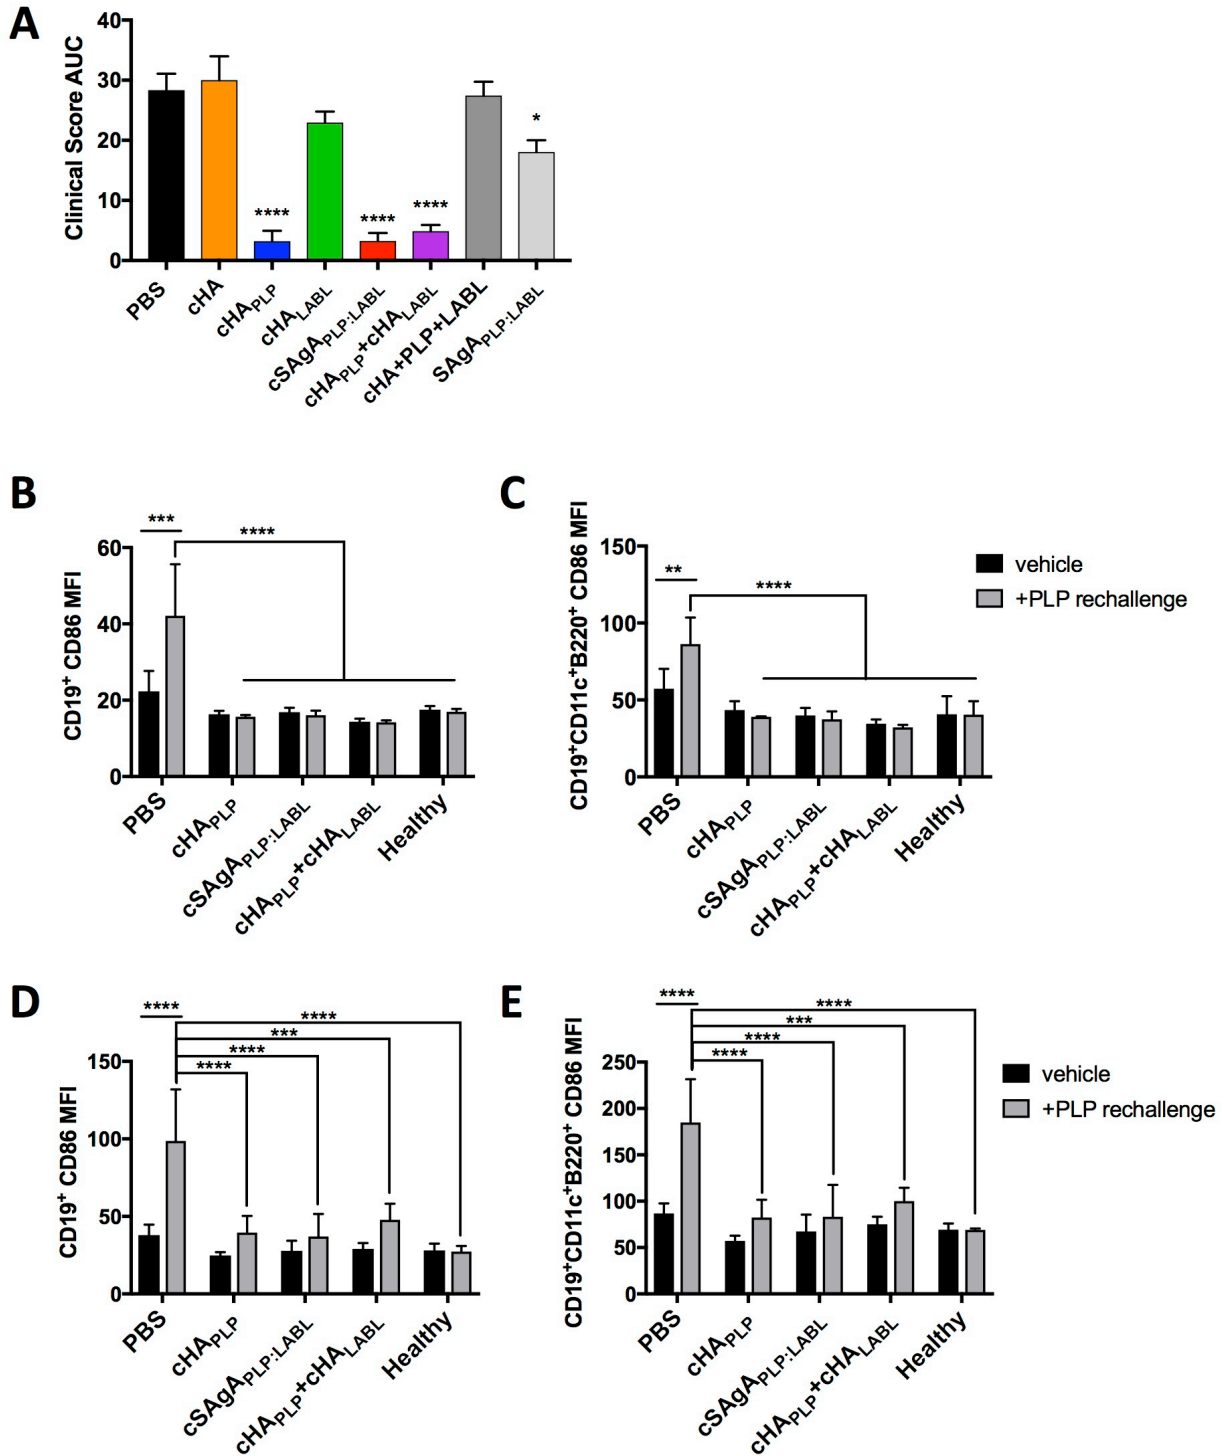 A
Clinical Score AUC
40
30
20
10
0
****
****
****
*
PBS
cHA
cHAPLP
cHALABL
cSAgAPLP:LABL
cHAPLP+cHALABL
cHA+PLP+LABL
SAgAPLP:LABL
B
CD19+ CD86 MFI
60
40
20
0
***
****
PBS
cHAPLP
cSAgAPLP:LABL
cHAPLP+cHALABL
Healthy
C
CD19+CD11c+B220+ CD86 MFI
150
100
50
0
**
****
PBS
cHAPLP
cSAgAPLP:LABL
cHAPLP+cHALABL
Healthy
vehicle
+PLP rechallenge
D
CD19+ CD86 MFI
150
100
50
0
****
****
***
****
****
PBS
cHAPLP
cSAgAPLP:LABL
cHAPLP+cHALABL
Healthy
E
CD19+CD11c+B220+ CD86 MFI
250
200
150
100
50
0
****
****
***
****
****
PBS
cHAPLP
cSAgAPLP:LABL
cHAPLP+cHALABL
Healthy
vehicle
+PLP rechallenge